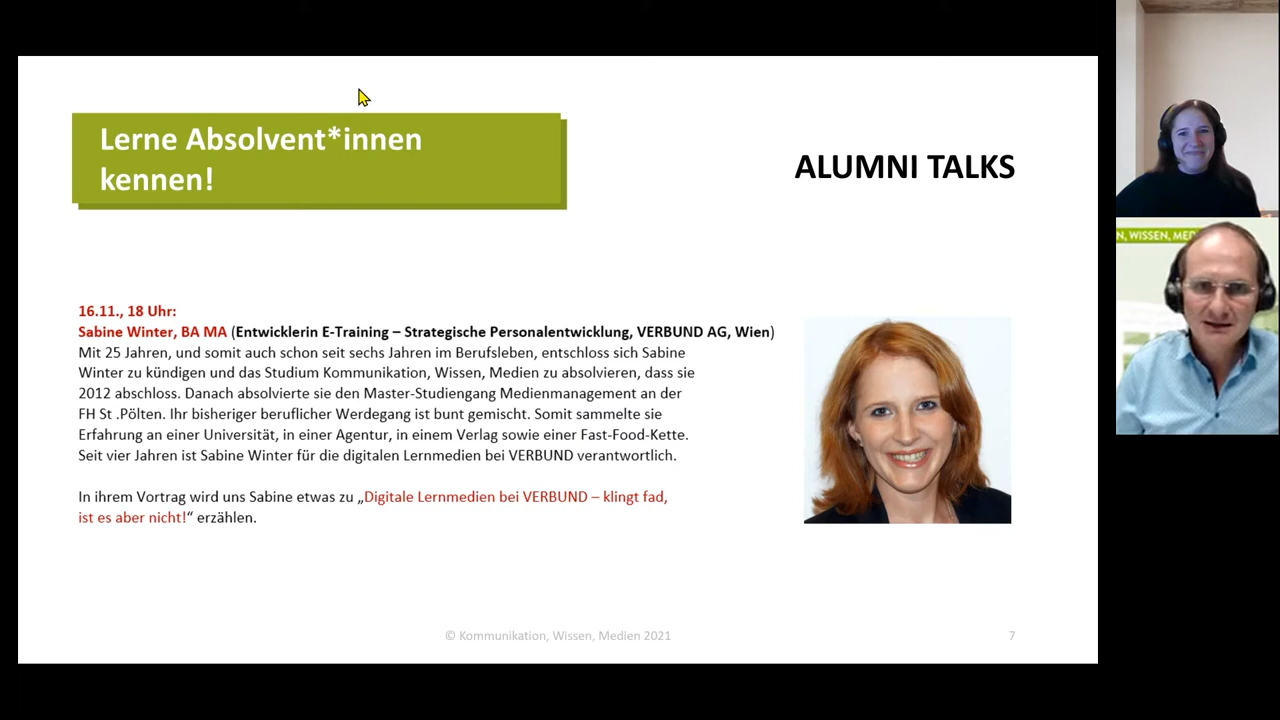 Lerne Absolvent*innen
kennen!
ALUMNI TALKS
16.11., 18 Uhr:
Sabine Winter, BA MA (Entwicklerin E-Training – Strategische Personalentwicklung, VERBUND AG, Wien)
Mit 25 Jahren, und somit auch schon seit sechs Jahren im Berufsleben, entschloss sich Sabine
Winter zu kündigen und das Studium Kommunikation, Wissen, Medien zu absolvieren, dass sie
2012 abschloss. Danach absolvierte sie den Master-Studiengang Medienmanagement an der
FH St .Pölten. Ihr bisheriger beruflicher Werdegang ist bunt gemischt. Somit sammelte sie
Erfahrung an einer Universität, in einer Agentur, in einem Verlag sowie einer Fast-Food-Kette.
Seit vier Jahren ist Sabine Winter für die digitalen Lernmedien bei VERBUND verantwortlich.
In ihrem Vortrag wird uns Sabine etwas zu „Digitale Lernmedien bei VERBUND – klingt fad,
ist es aber nicht!“ erzählen.
© Kommunikation, Wissen, Medien 2021
7
N, WISSEN, MED